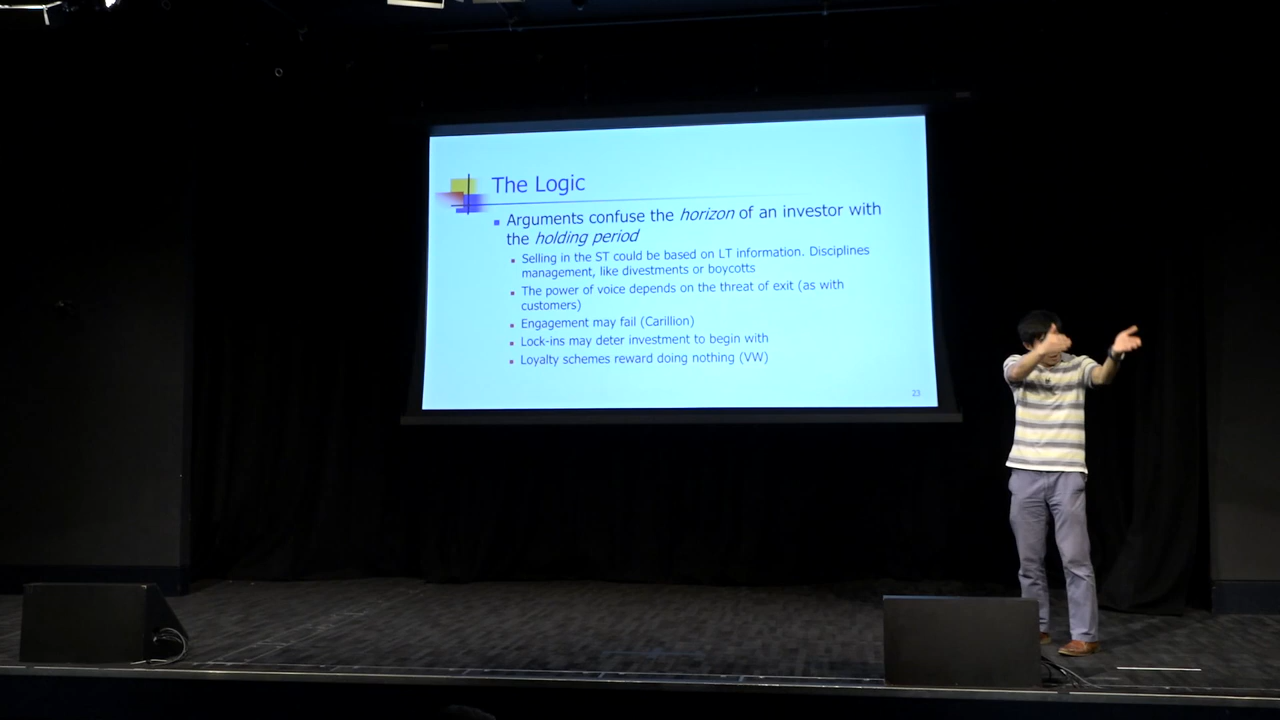 The Logic
Arguments confuse the horizon of an investor with
the holding period
Selling in the ST could be based on LT information. Disciplines
management, like divestments or boycotts
The power of voice depends on the threat of exit (as with
customers)
Engagement may fail (Carillion)
Lock-ins may deter investment to begin with
Loyalty schemes reward doing nothing (VW)
23